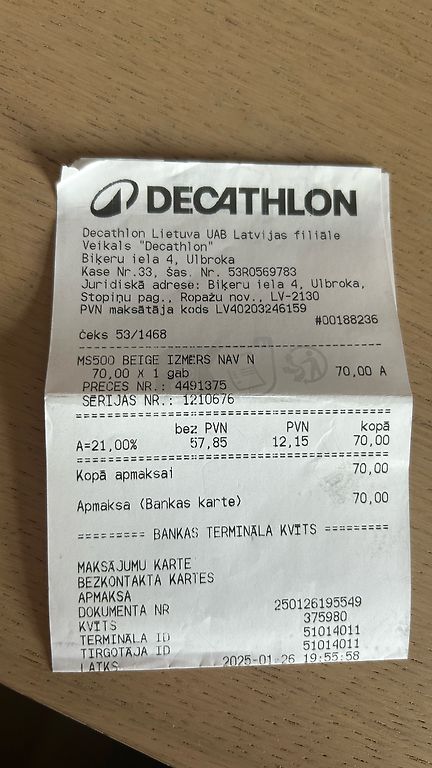 DECATHLON
Decathlon Lietuva UAB Latvijas filiāle
Veikals "Decathlon"
Biķeru iela 4, Ulbroka
Kase Nr.33, Sas. Nr. 53R0569783
Juridiskā adrese: Biķeru iela 4, Ulbroka,
Stopiņu pag., Ropažu nov., LV-2130
PVN maksātāja kods LV40203246159
#00188236
čeks 53/1468
MS500 BEIGE IZMĒRS NAV N
70,00 X 1 gab 70,00 A
PRECES NR.: 4491375
SĒRIJAS NR.: 1210676
bez PVN PVN kopā
A=21,00% 57,85 12,15 70,00
Kopā apmaksai 70,00
Apmaksa (Bankas karte) 70,00
========= BANKAS TERMINĀLA KVĪTS =========
MAKSĀJUMU KARTE
BEZKONTAKTA KARTES
APMAKSA
DOKUMENTA NR 250126195549
KVĪTS 375980
TERMINĀLA ID 51014011
TIRGOTĀJA ID 51014011
LAIKS 2025-01-26 19:55:58